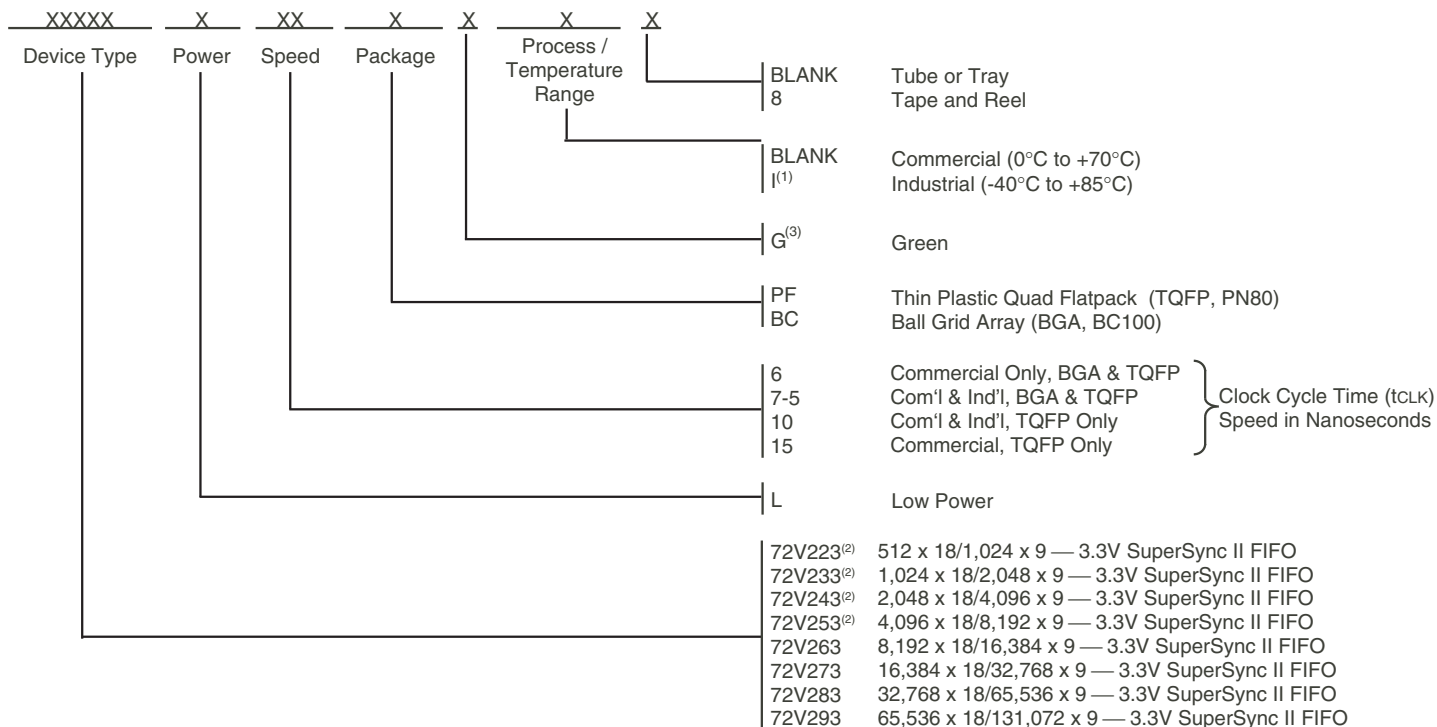 XXXXX X XX X X X X
Device Type Power Speed Package Process / Temperature Range
BLANK Tube or Tray
8 Tape and Reel
BLANK Commercial (0°C to +70°C)
I(1) Industrial (-40°C to +85°C)
G(3) Green
PF Thin Plastic Quad Flatpack (TQFP, PN80)
BC Ball Grid Array (BGA, BC100)
6 Commercial Only, BGA & TQFP
7-5 Com'l & Ind'l, BGA & TQFP
10 Com'l & Ind'l, TQFP Only
15 Commercial, TQFP Only
Clock Cycle Time (tCLK)
Speed in Nanoseconds
L Low Power
72V223(2) 512 x 18/1,024 x 9 — 3.3V SuperSync II FIFO
72V233(2) 1,024 x 18/2,048 x 9 — 3.3V SuperSync II FIFO
72V243(2) 2,048 x 18/4,096 x 9 — 3.3V SuperSync II FIFO
72V253(2) 4,096 x 18/8,192 x 9 — 3.3V SuperSync II FIFO
72V263 8,192 x 18/16,384 x 9 — 3.3V SuperSync II FIFO
72V273 16,384 x 18/32,768 x 9 — 3.3V SuperSync II FIFO
72V283 32,768 x 18/65,536 x 9 — 3.3V SuperSync II FIFO
72V293 65,536 x 18/131,072 x 9 — 3.3V SuperSync II FIFO